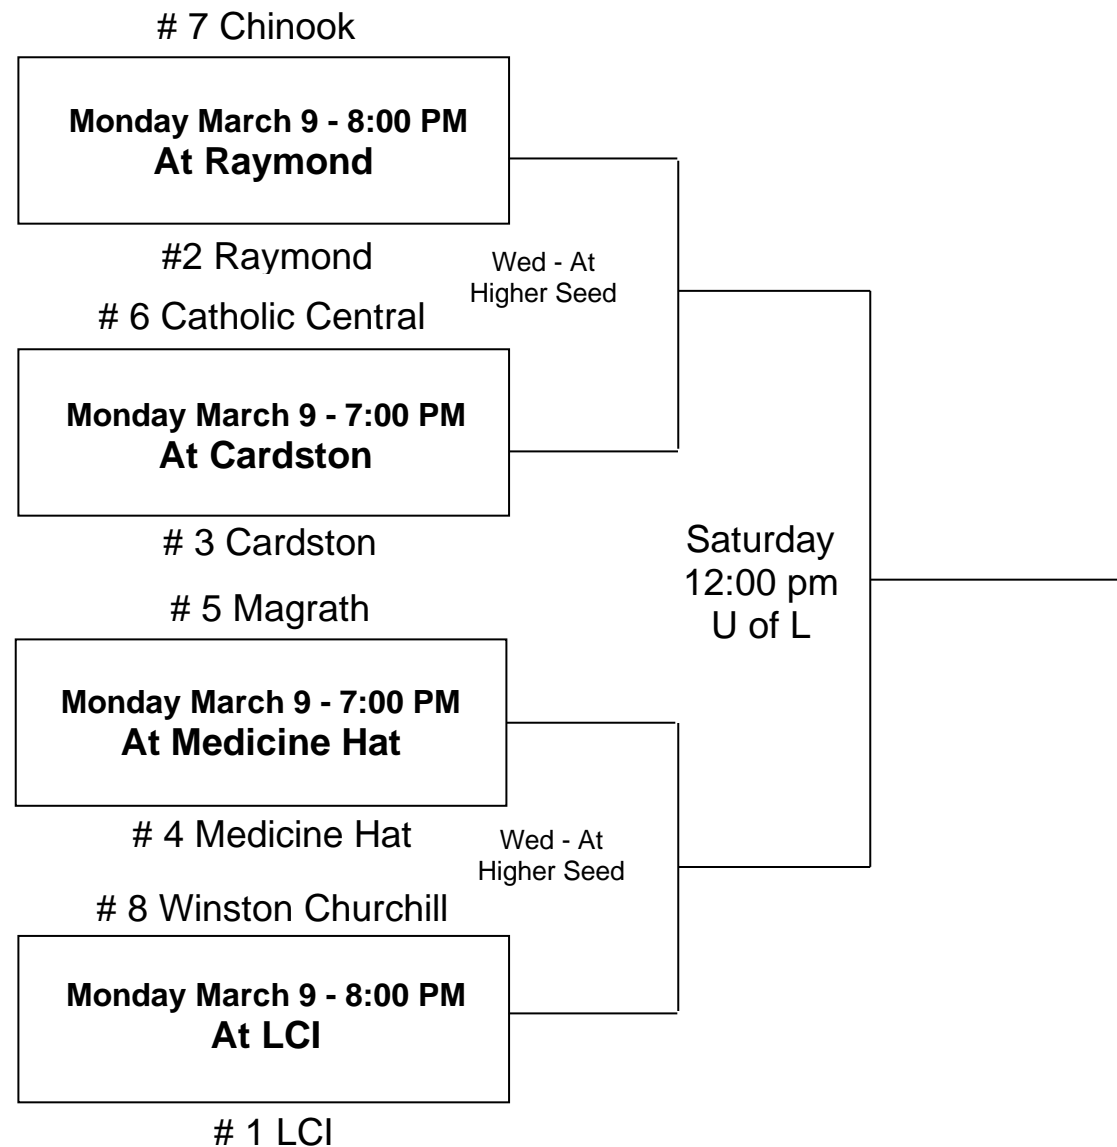 # 7 Chinook
Monday March 9 - 8:00 PM
At Raymond
#2 Raymond
Wed - At
Higher Seed
# 6 Catholic Central
Monday March 9 - 7:00 PM
At Cardston
# 3 Cardston
Saturday
12:00 pm
U of L
# 5 Magrath
Monday March 9 - 7:00 PM
At Medicine Hat
# 4 Medicine Hat
Wed - At
Higher Seed
# 8 Winston Churchill
Monday March 9 - 8:00 PM
At LCI
# 1 LCI